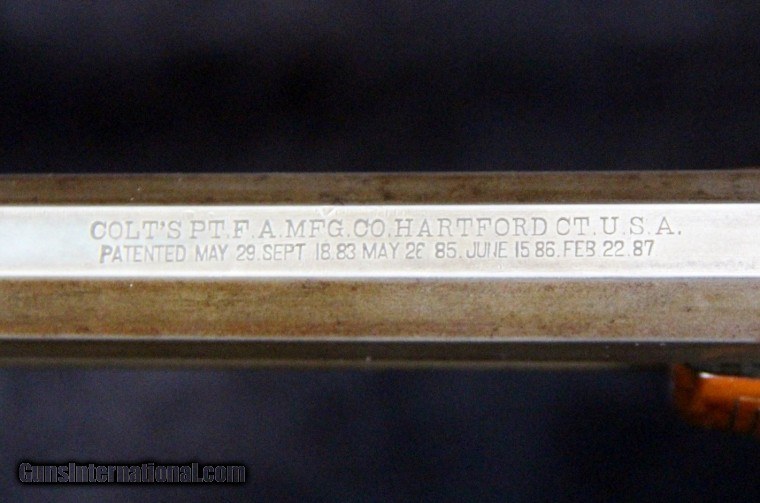 COLT'S PT.F.A.MFG.CO.HARTFORD CT.U.S.A.
PATENTED MAY 29.SEPT 18.83 MAY 26 85.JUNE 15 86.FEB 22.87
GunsInternational.com